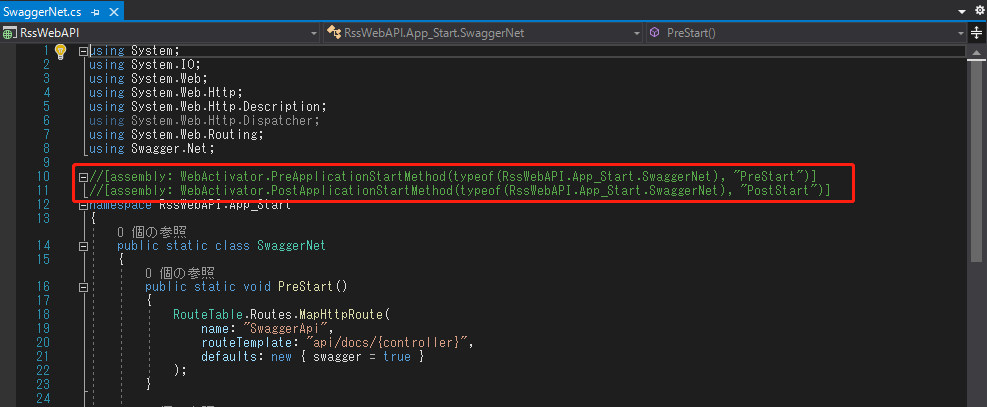 SwaggerNet.cs
RssWebAPI
RssWebAPI.App_Start.SwaggerNet
PreStart()
1 using System;
2 using System.IO;
3 using System.Web;
4 using System.Web.Http;
5 using System.Web.Http.Description;
6 using System.Web.Http.Dispatcher;
7 using System.Web.Routing;
8 using Swagger.Net;
9
10 //[assembly: WebActivator.PreApplicationStartMethod(typeof(RssWebAPI.App_Start.SwaggerNet), "PreStart")]
11 //[assembly: WebActivator.PostApplicationStartMethod(typeof(RssWebAPI.App_Start.SwaggerNet), "PostStart")]
12 namespace RssWebAPI.App_Start
13 {
0 個の参照
14 public static class SwaggerNet
15 {
0 個の参照
16 public static void PreStart()
17 {
18 RouteTable.Routes.MapHttpRoute(
19 name: "SwaggerApi",
20 routeTemplate: "api/docs/{controller}",
21 defaults: new { swagger = true }
22 );
23 }
24